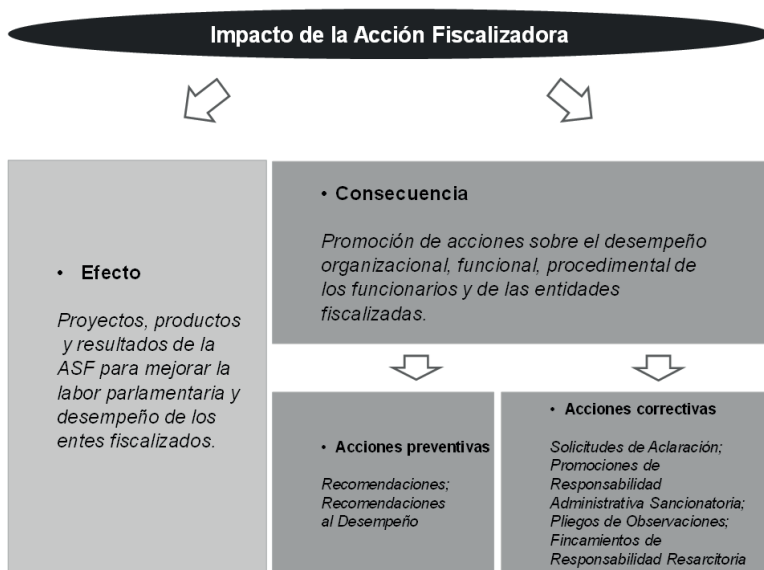 Impacto de la Acción Fiscalizadora
• Efecto
Proyectos, productos
y resultados de la
ASF para mejorar la
labor parlamentaria y
desempeño de los
entes fiscalizados.
• Consecuencia
Promoción de acciones sobre el desempeño
organizacional, funcional, procedimental de
los funcionarios y de las entidades
fiscalizadas.
• Acciones preventivas
Recomendaciones;
Recomendaciones
al Desempeño
• Acciones correctivas
Solicitudes de Aclaración;
Promociones de
Responsabilidad
Administrativa Sancionatoria;
Pliegos de Observaciones;
Fincamientos de
Responsabilidad Resarcitoria